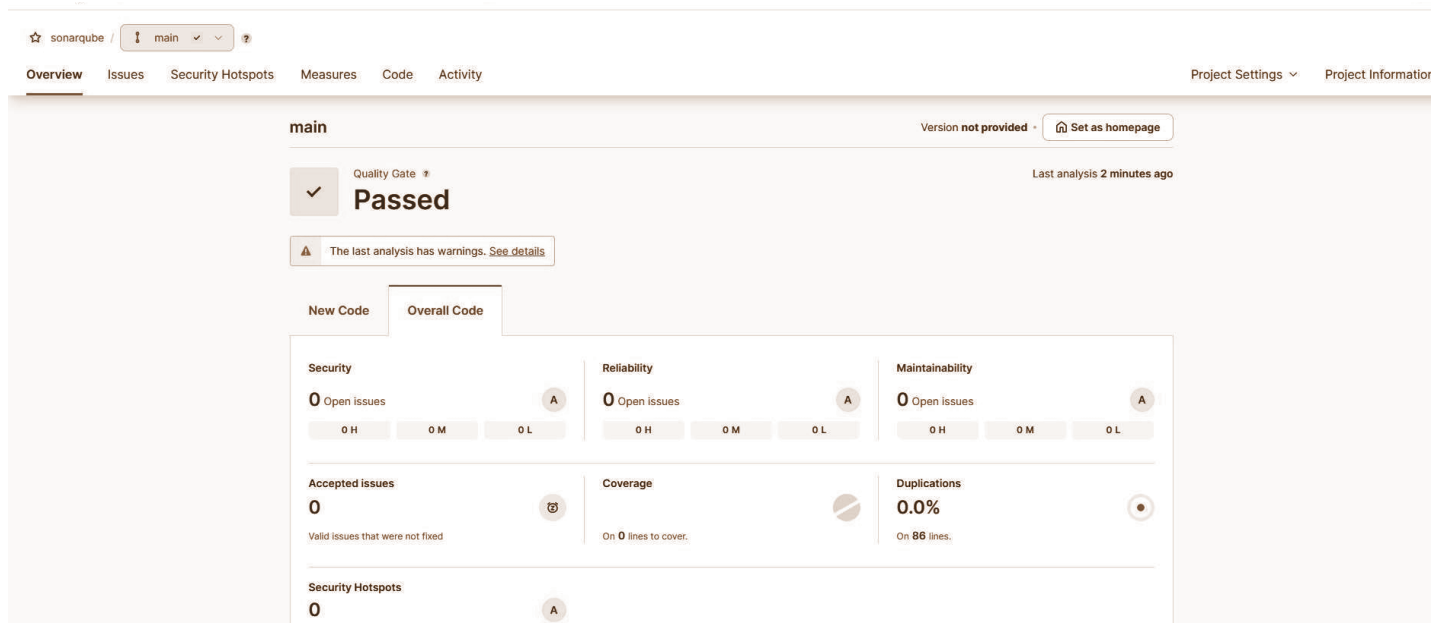 sonarqube / main
Overview Issues Security Hotspots Measures Code Activity Project Settings Project Information
main Version not provided • Set as homepage
Quality Gate Last analysis 2 minutes ago
Passed
The last analysis has warnings. See details
New Code Overall Code
Security Reliability Maintainability
0 Open issues A 0 Open issues A 0 Open issues A
0 H 0 M 0 L 0 H 0 M 0 L 0 H 0 M 0 L
Accepted issues Coverage Duplications
0 0.0%
Valid issues that were not fixed On 0 lines to cover. On 86 lines.
Security Hotspots
0 A